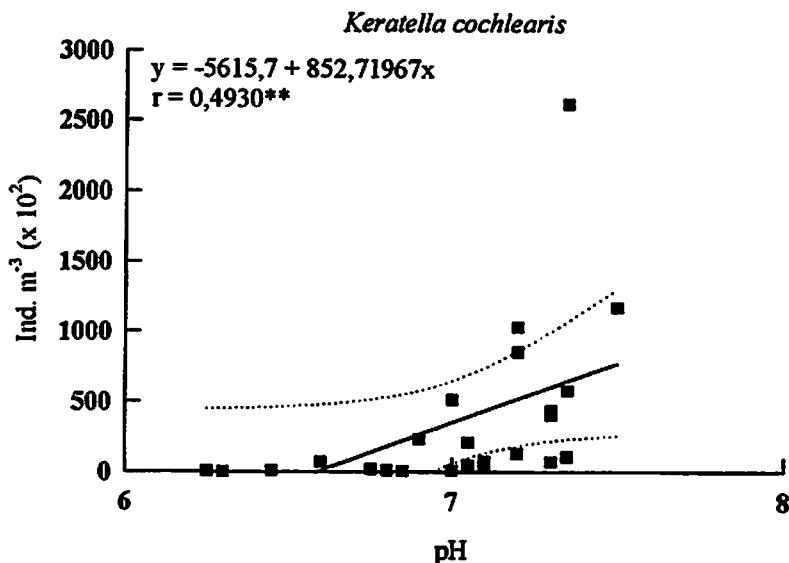 Keratella cochlearis
y = -5615,7 + 852,71967x
r = 0,4930**
3000
2500
2000
1500
1000
500
0
Ind. m⁻³ (x 10²)
6 7 8
pH